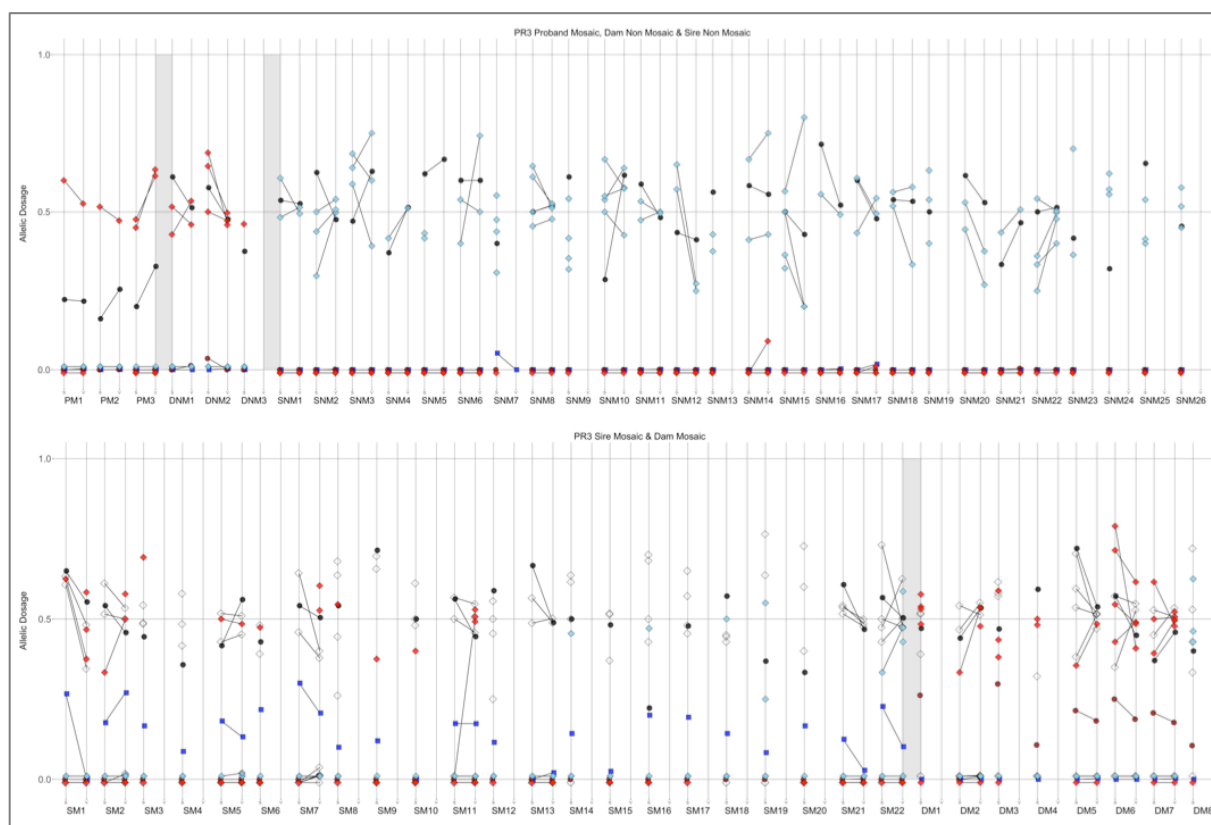 PR3 Proband Mosaic, Dam Non Mosaic & Sire Non Mosaic
1.0
0.5
0.0
Allelic Dosage
PM1 PM2 PM3 DNM1 DNM2 DNM3 SNM1 SNM2 SNM3 SNM4 SNM5 SNM6 SNM7 SNM8 SNM9 SNM10 SNM11 SNM12 SNM13 SNM14 SNM15 SNM16 SNM17 SNM18 SNM19 SNM20 SNM21 SNM22 SNM23 SNM24 SNM25 SNM26
PR3 Sire Mosaic & Dam Mosaic
1.0
0.5
0.0
Allelic Dosage
SM1 SM2 SM3 SM4 SM5 SM6 SM7 SM8 SM9 SM10 SM11 SM12 SM13 SM14 SM15 SM16 SM17 SM18 SM19 SM20 SM21 SM22 DM1 DM2 DM3 DM4 DM5 DM6 DM7 DM8